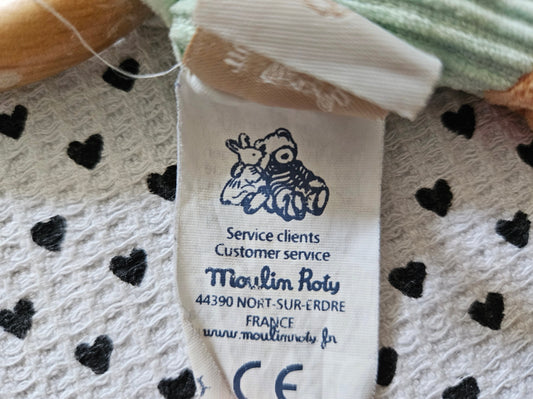 Service clients
Customer service
Moulin Roty
44390 NORT-SUR-ERDRE
FRANCE
www.moulinroty.fr
CE